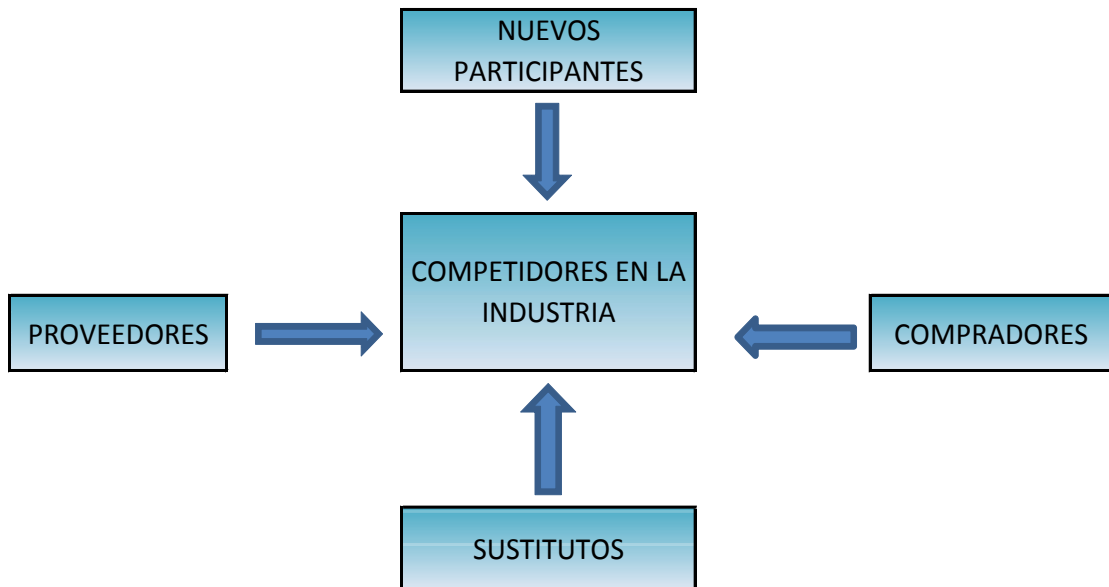 NUEVOS
PARTICIPANTES
COMPETIDORES EN LA
INDUSTRIA
PROVEEDORES
COMPRADORES
SUSTITUTOS